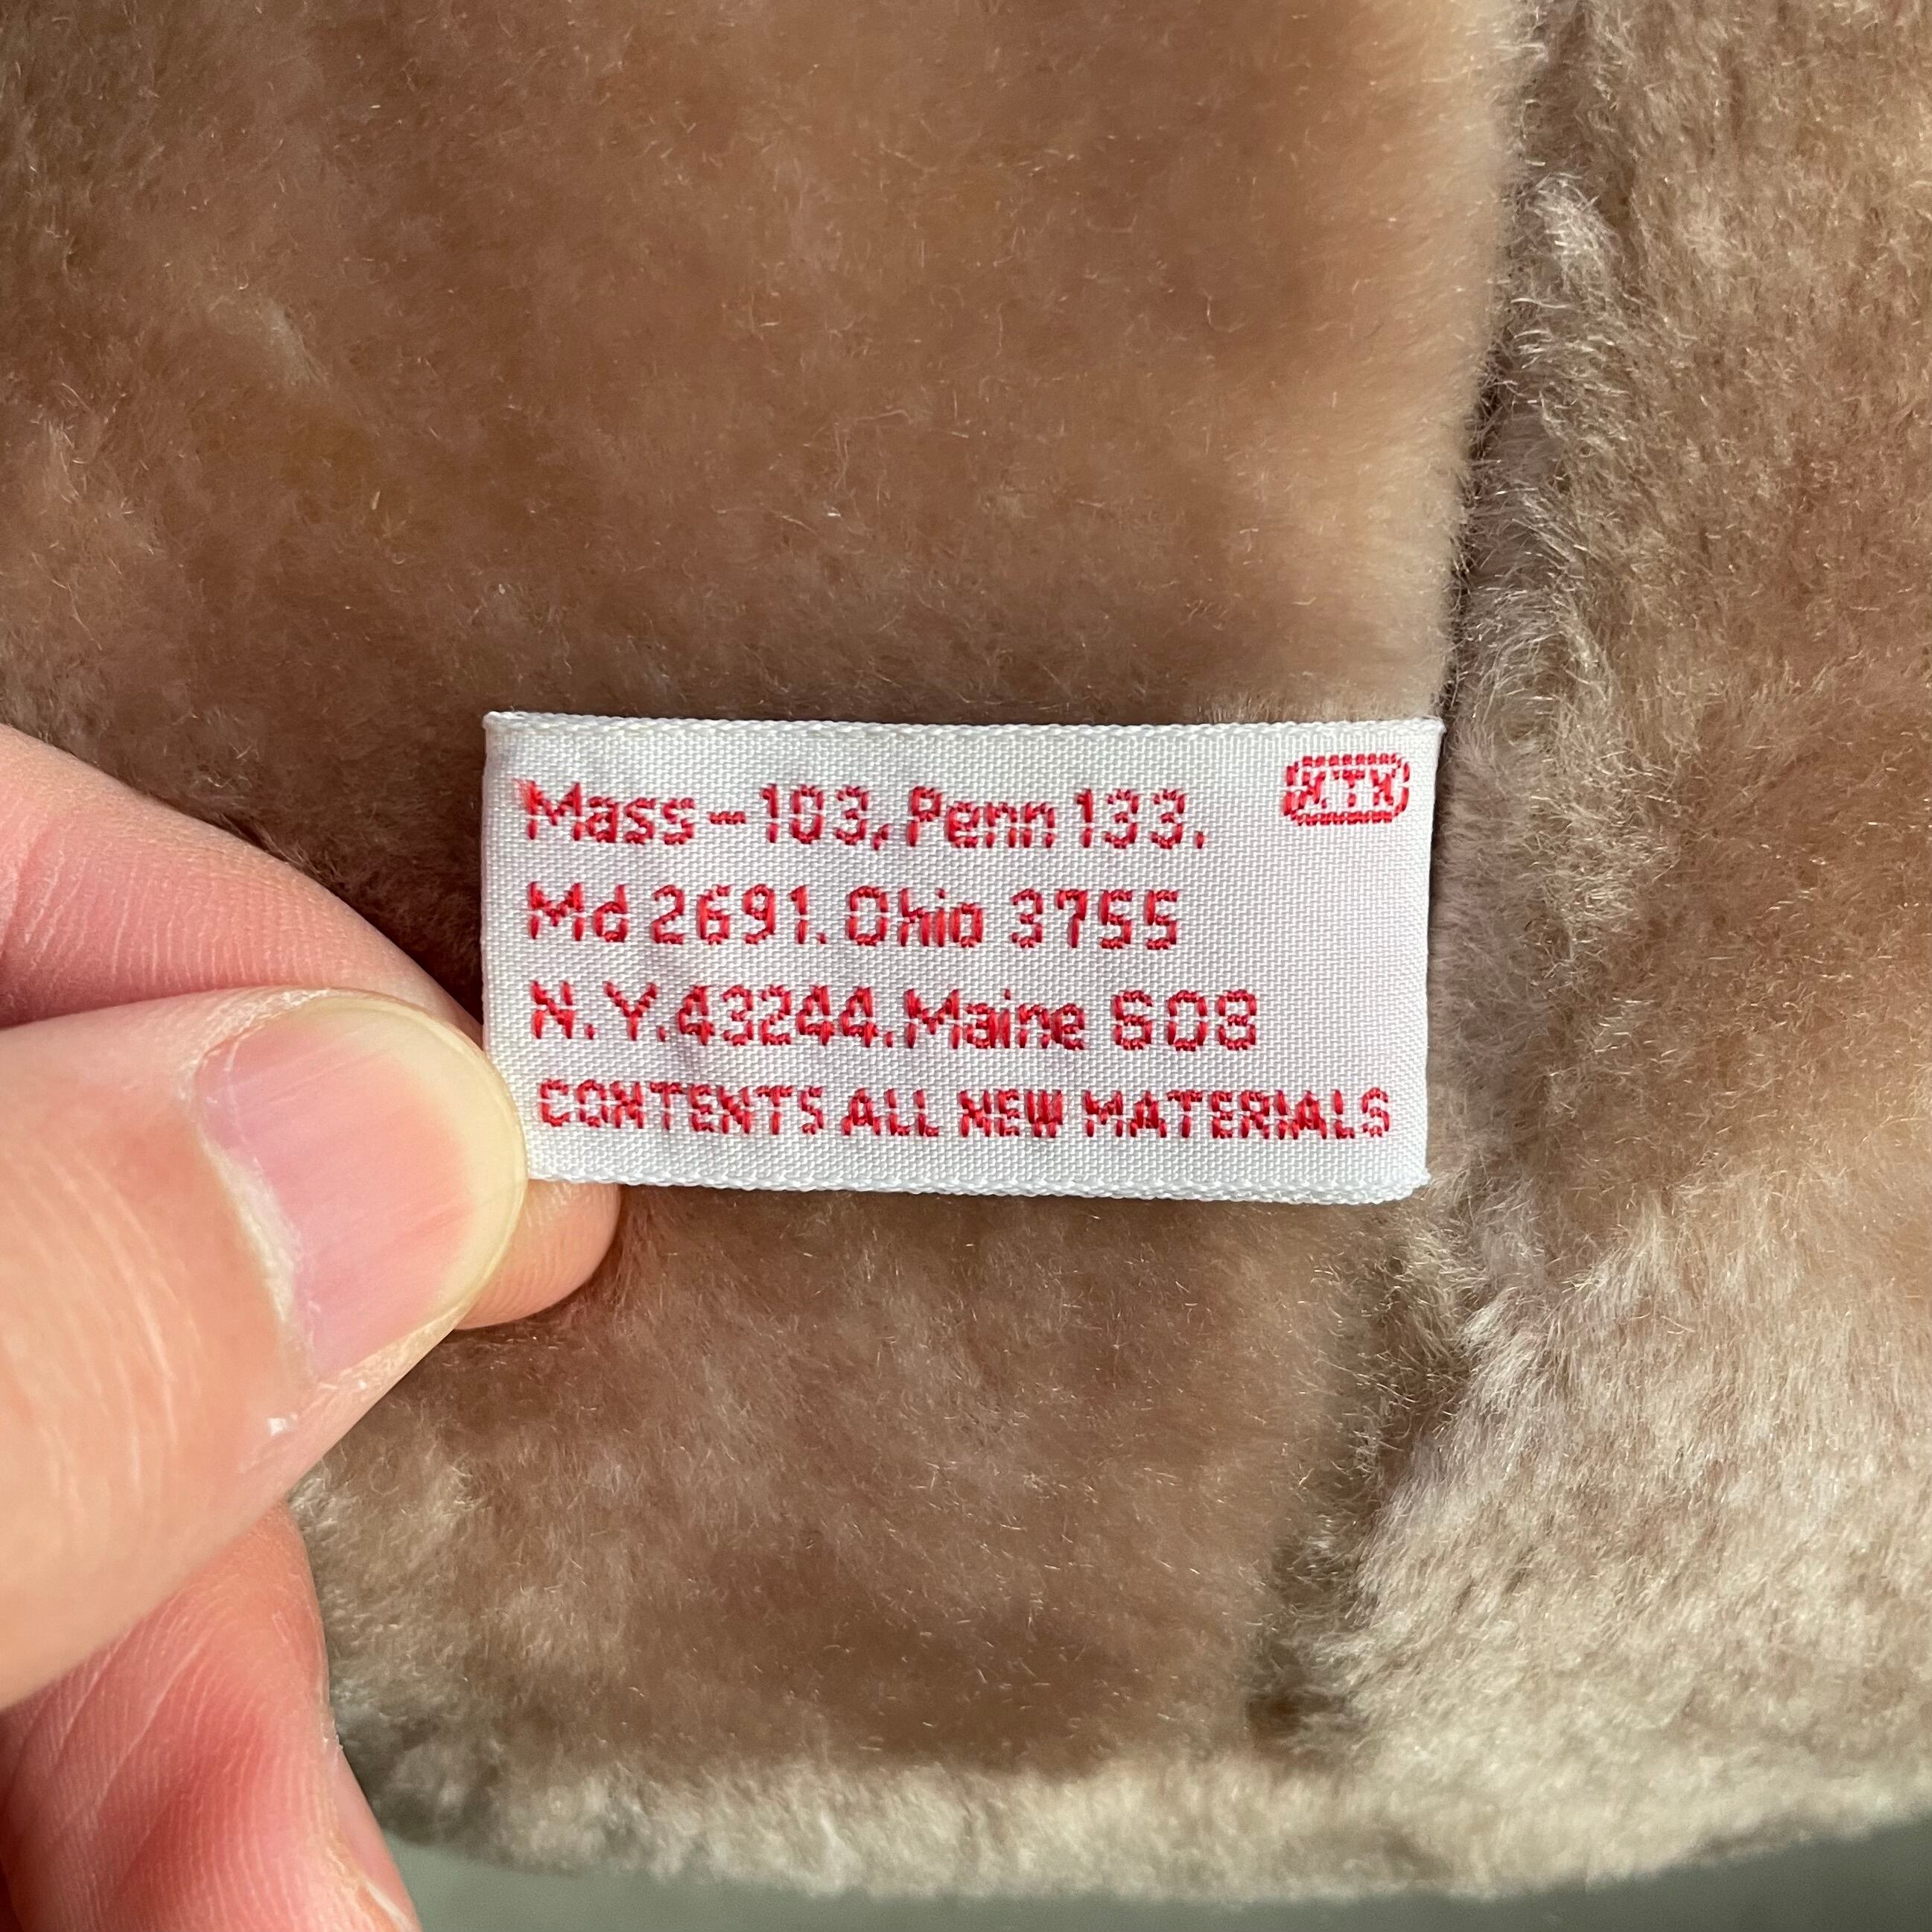 Mass-103, Penn 133.
Md 2691. Ohio 3755
N.Y.43244.Maine 608
CONTENTS ALL NEW MATERIALS